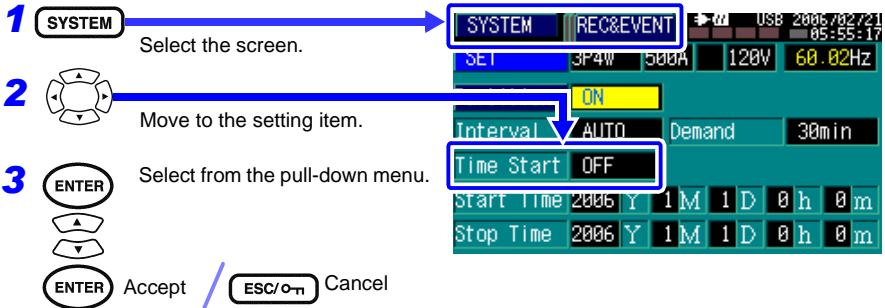 1 SYSTEM
Select the screen.
2
Move to the setting item.
3 ENTER
Select from the pull-down menu.
ENTER Accept / ESC/ Cancel
SYSTEM REC&EVENT USB 2006/02/21
05:55:17
SET 3P4W 500A 120V 60.02Hz
ON
Interval AUTO Demand 30min
Time Start OFF
Start Time 2006 Y 1 M 1 D 0 h 0 m
Stop Time 2006 Y 1 M 1 D 0 h 0 m